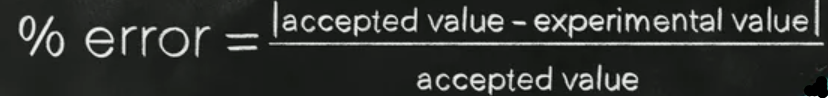 % error = |accepted value - experimental value|
accepted value